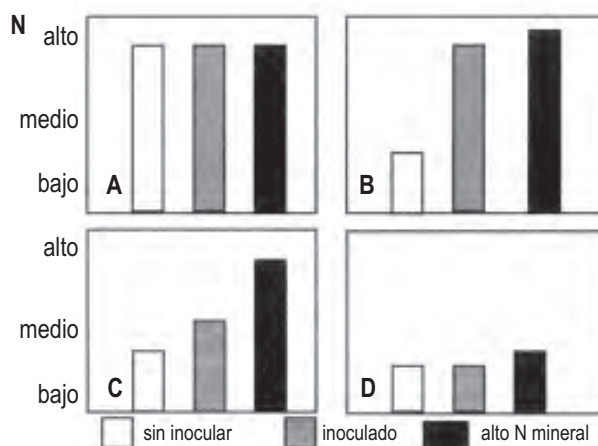 N
alto
medio
bajo
A
B
alto
medio
bajo
C
D
sin inocular
inoculado
alto N mineral